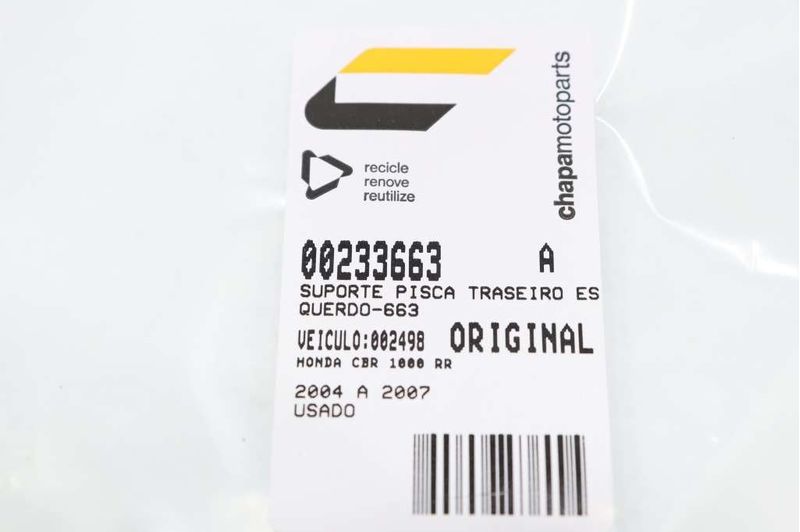 chapamotoparts
recicle
renove
reutilize
00233663 A
SUPORTE PISCA TRASEIRO ES
QUERDO-663
VEICULO:002498 ORIGINAL
HONDA CBR 1000 RR
2004 A 2007
USADO